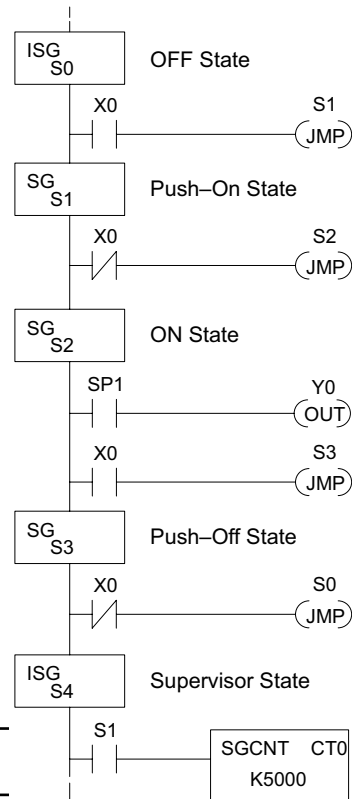 ISG
S0
OFF State
X0
S1
JMP
SG
S1
Push–On State
X0
S2
JMP
SG
S2
ON State
SP1
Y0
OUT
X0
S3
JMP
SG
S3
Push–Off State
X0
S0
JMP
ISG
S4
Supervisor State
S1
SGCNT CT0
K5000